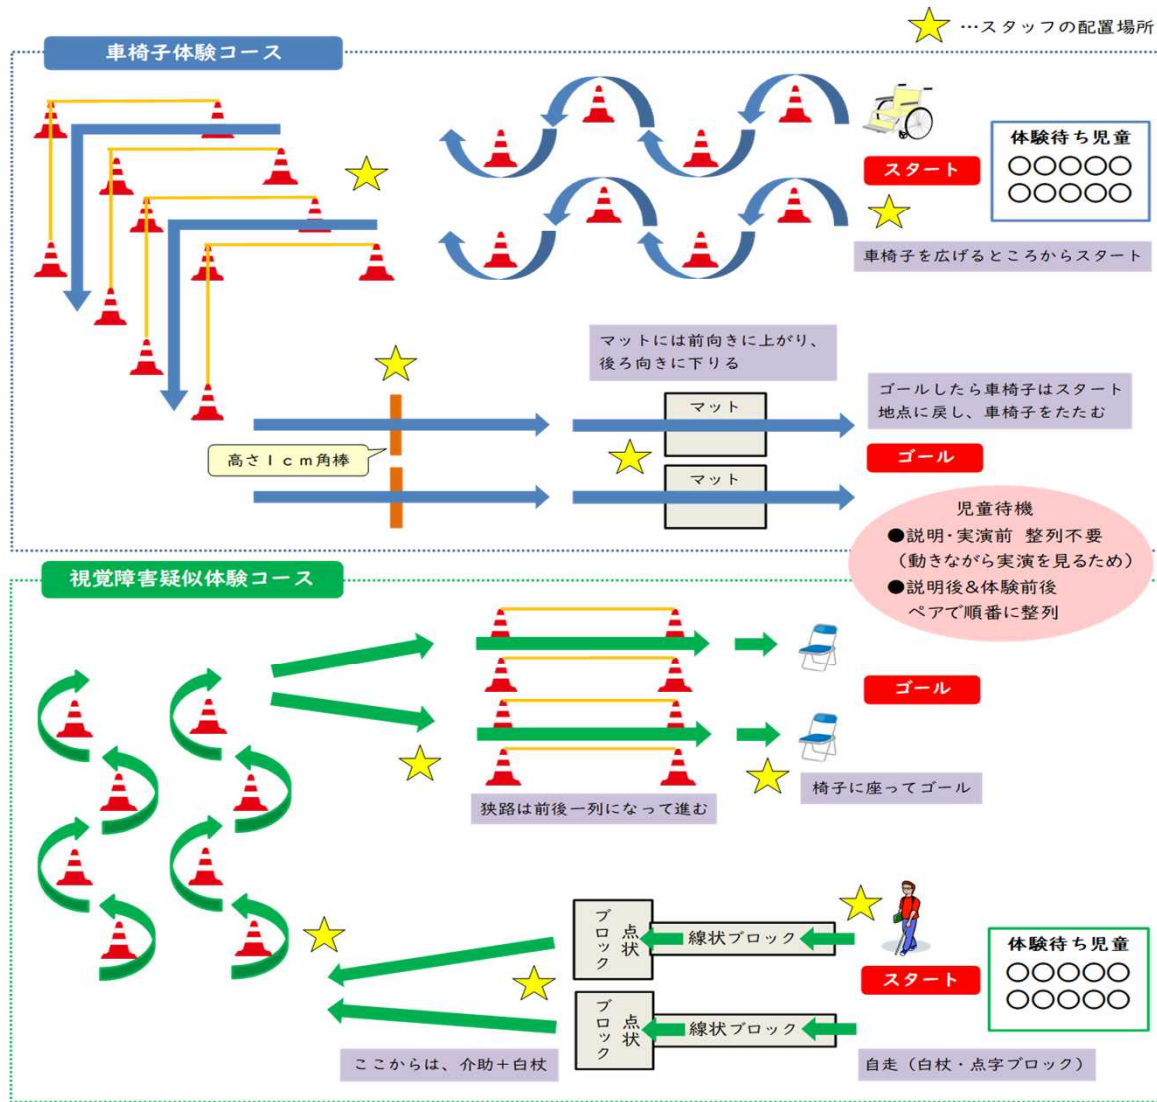 …スタッフの配置場所
車椅子体験コース
体験待ち児童
○○○○○
○○○○○
スタート
車椅子を広げるところからスタート
マットには前向きに上がり、
後ろ向きに下りる
マット
ゴールしたら車椅子はスタート
地点に戻し、車椅子をたたむ
高さ1cm角棒
ゴール
マット
児童待機
●説明・実演前 整列不要
（動きながら実演を見るため）
●説明後&体験前後
ペアで順番に整列
視覚障害疑似体験コース
ゴール
椅子に座ってゴール
狭路は前後一列になって進む
点状
ブロック
線状ブロック
スタート
体験待ち児童
○○○○○
○○○○○
点状
ブロック
線状ブロック
ここからは、介助＋白杖
自走（白杖・点字ブロック）